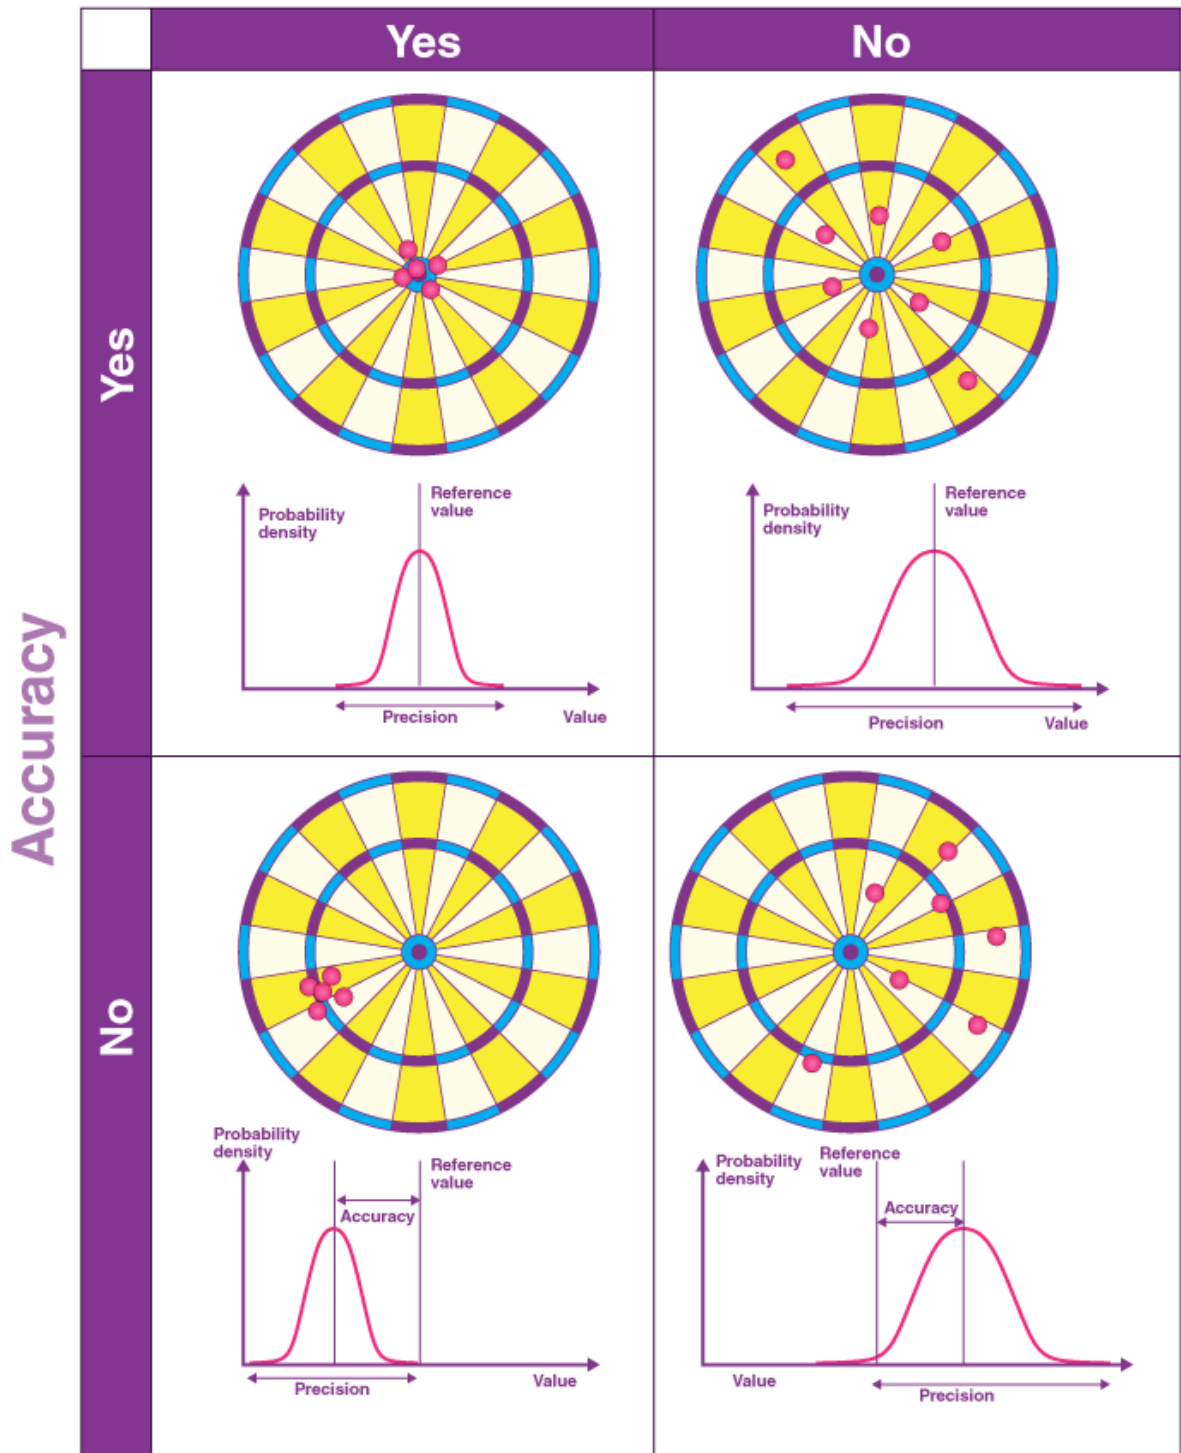 Yes
No
Accuracy
Yes
Reference
value
Probability
density
Precision
Value
Reference
value
Probability
density
Precision
Value
No
Probability
density
Reference
value
Accuracy
Precision
Value
Probability
density
Reference
value
Accuracy
Value
Precision